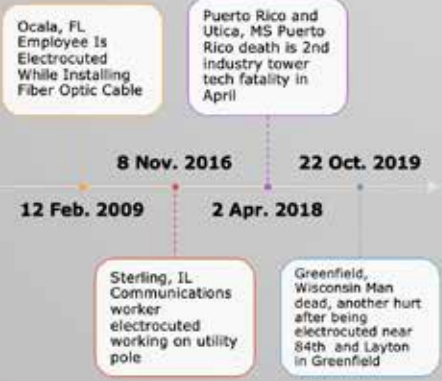 Ocala, FL
Employee Is
Electrocuted
While Installing
Fiber Optic Cable
Puerto Rico and
Utica, MS Puerto
Rico death is 2nd
industry tower
tech fatality in
April
8 Nov. 2016
22 Oct. 2019
12 Feb. 2009
2 Apr. 2018
Sterling, IL
Communications
worker
electrocuted
working on utility
pole
Greenfield,
Wisconsin Man
dead, another hurt
after being
electrocuted near
84th and Layton
in Greenfield